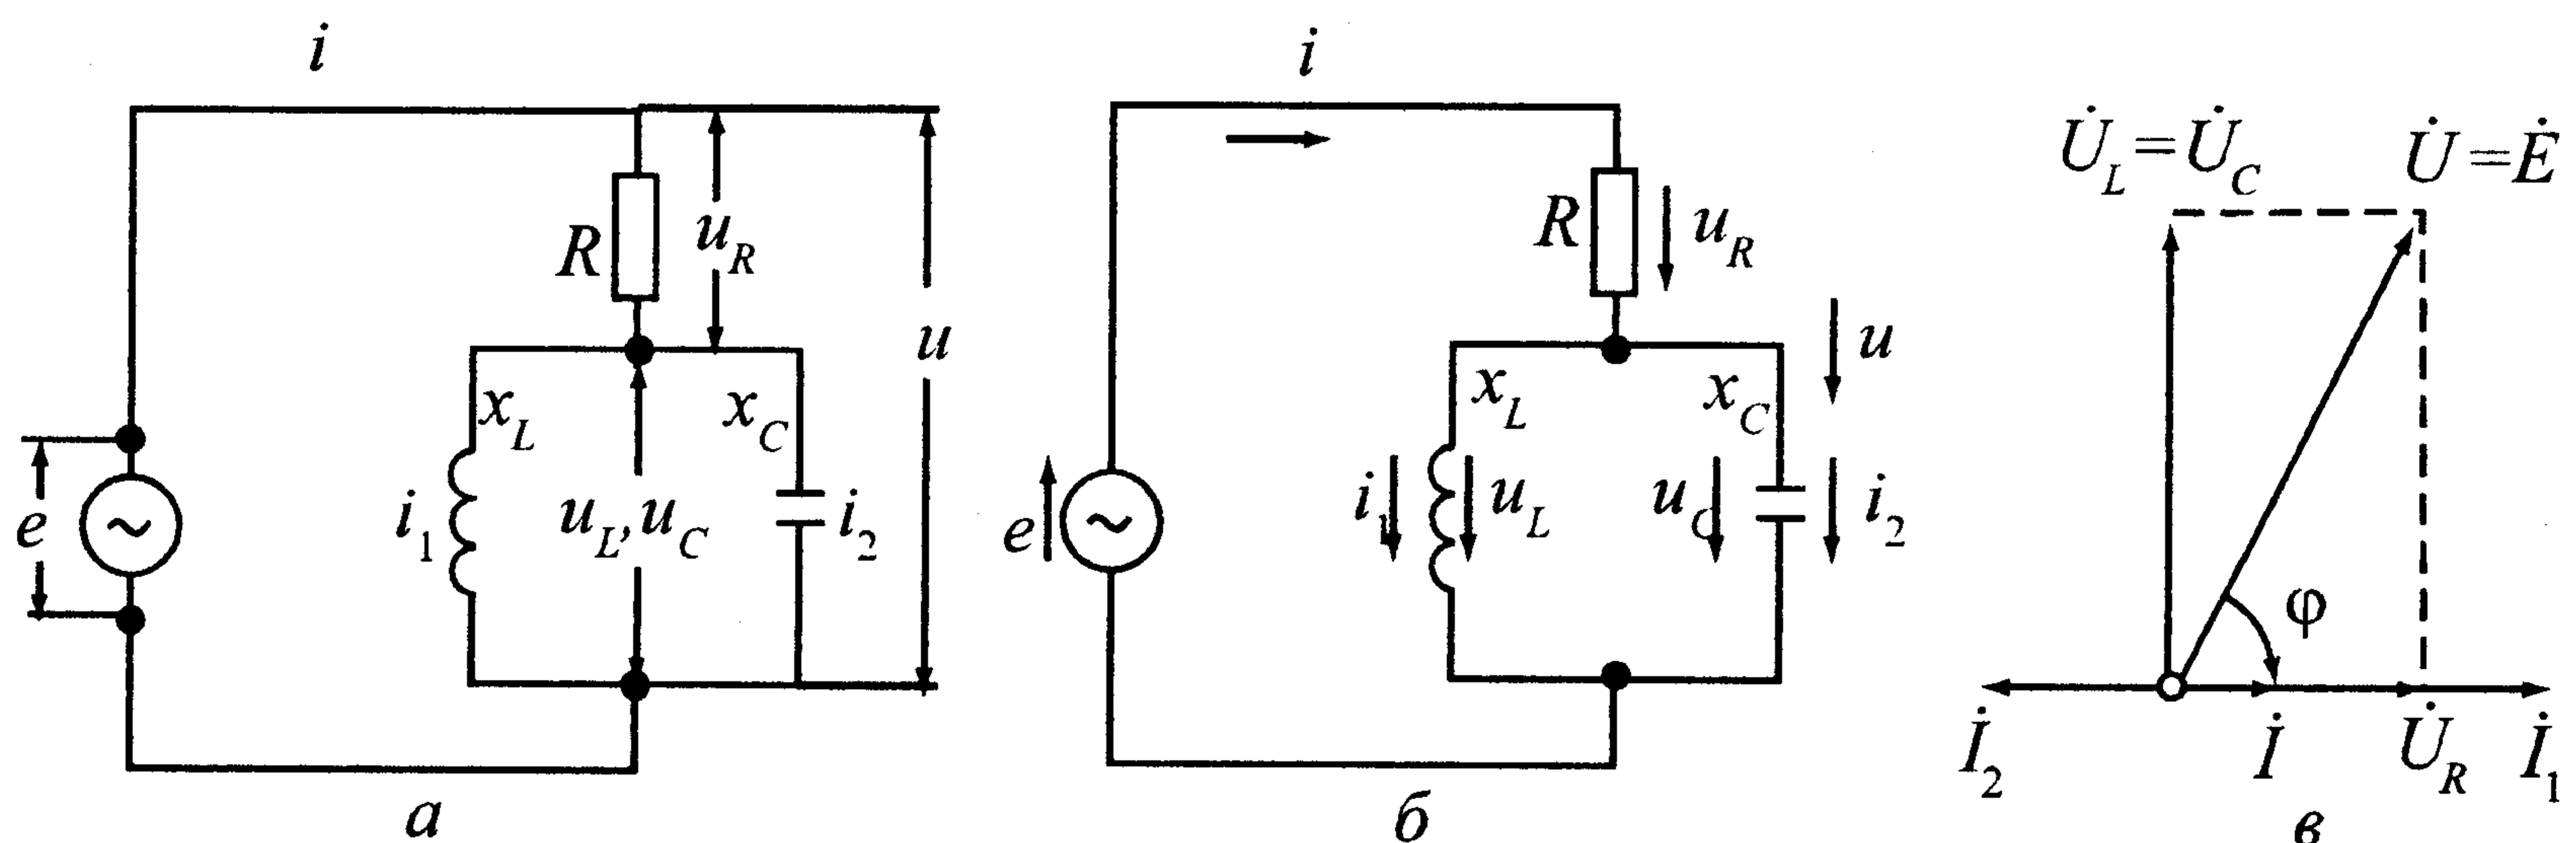 i
R
u_R
u
x_L
x_C
e
i_1
u_L, u_C
i_2
а
i
R
u_R
u
x_L
x_C
e
i_1
u_L
u_C
i_2
б
U̇_L = U̇_C
U̇ = Ė
φ
İ_2
İ
U̇_R
İ_1
в